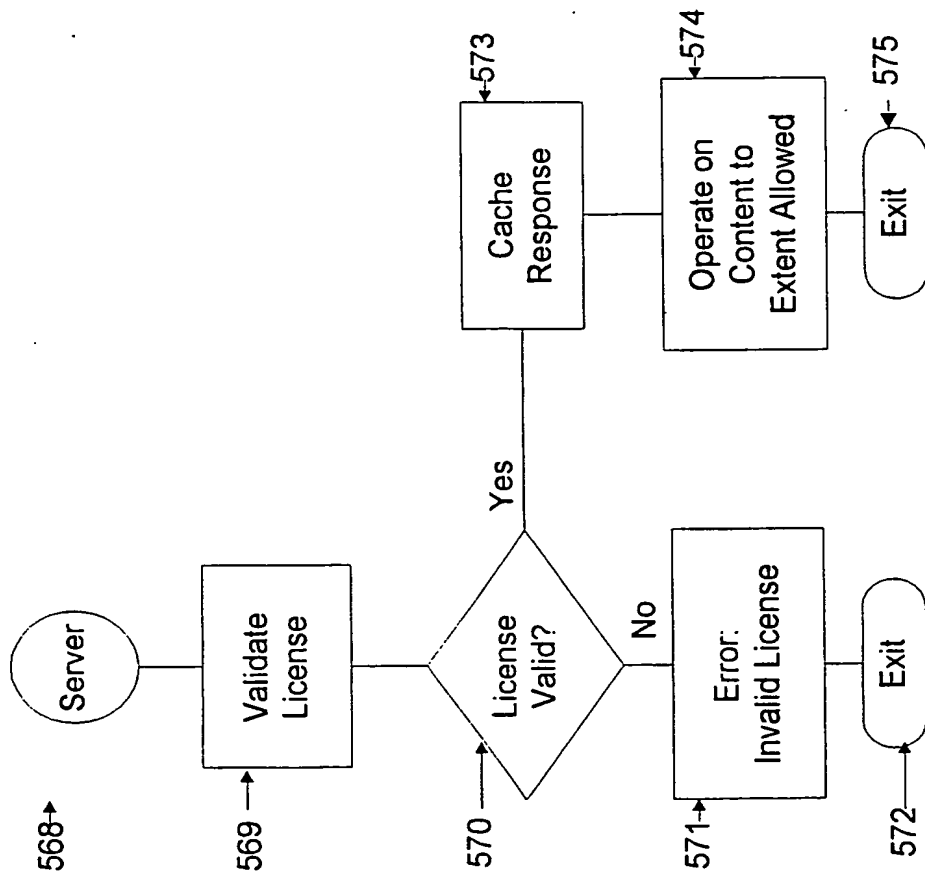 568
Server
569
Validate
License
570
License
Valid?
Yes
No
571
Error:
Invalid License
572
Exit
573
Cache
Response
574
Operate on
Content to
Extent Allowed
575
Exit